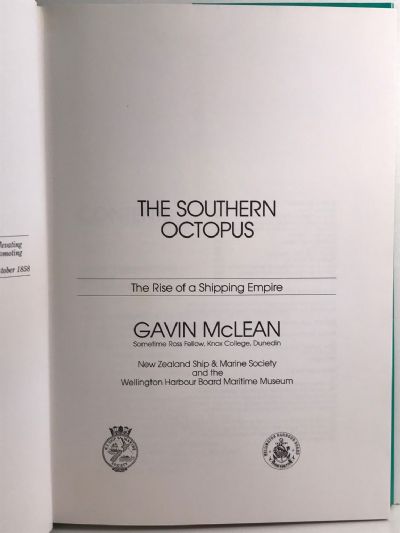 levating
omoting
tober 1858
THE SOUTHERN
OCTOPUS
The Rise of a Shipping Empire
GAVIN McLEAN
Sometime Ross Fellow, Knox College, Dunedin
New Zealand Ship & Marine Society
and the
Wellington Harbour Board Maritime Museum